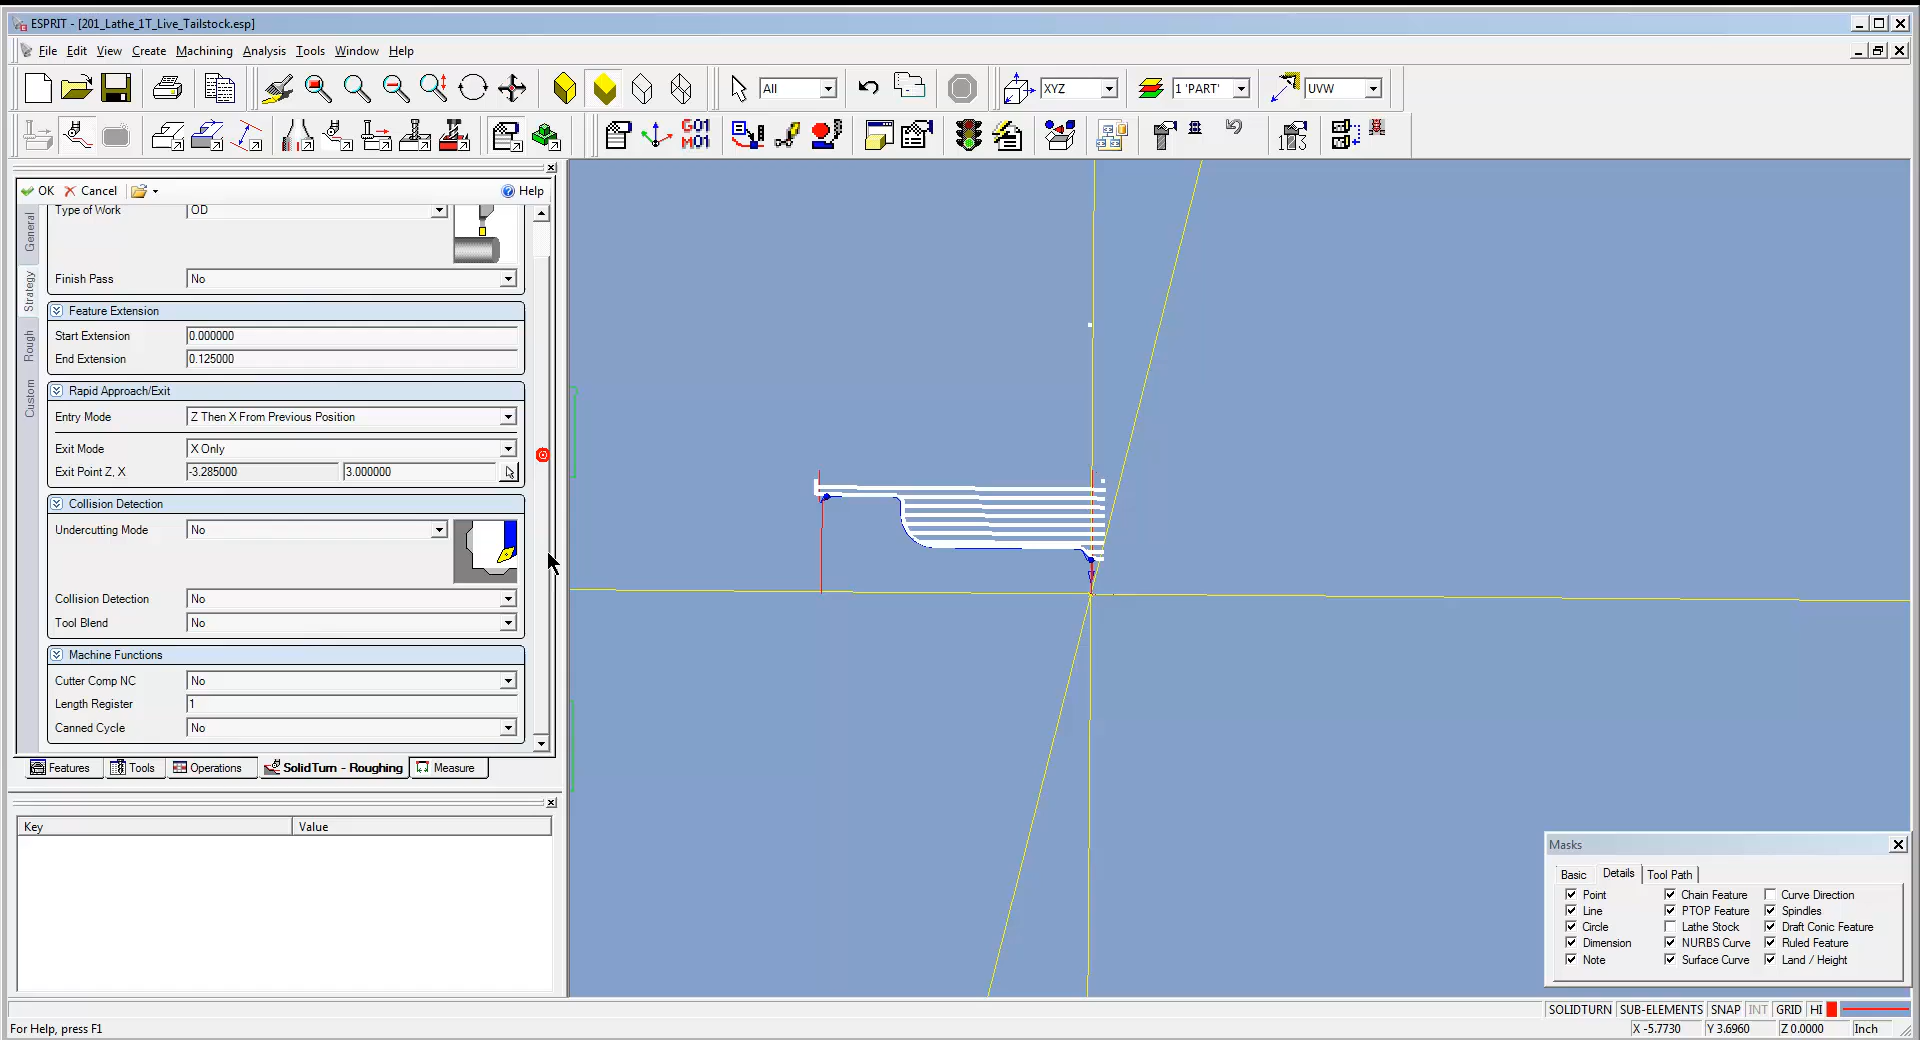 ESPRIT - [201_Lathe_1T_Live_Tailstock.esp]
File Edit View Create Machining Analysis Tools Window Help
All
XYZ
1 'PART'
UVW
G01
M01
123
OK Cancel Help
General
Strategy
Rough
Custom
Type of Work OD
Finish Pass No
Feature Extension
Start Extension 0.000000
End Extension 0.125000
Rapid Approach/Exit
Entry Mode Z Then X From Previous Position
Exit Mode X Only
Exit Point Z, X -3.285000 3.000000
Collision Detection
Undercutting Mode No
Collision Detection No
Tool Blend No
Machine Functions
Cutter Comp NC No
Length Register 1
Canned Cycle No
Features Tools Operations SolidTurn - Roughing Measure
Key Value
Masks
Basic Details Tool Path
Point Chain Feature Curve Direction
Line PTOP Feature Spindles
Circle Lathe Stock Draft Conic Feature
Dimension NURBS Curve Ruled Feature
Note Surface Curve Land / Height
SOLIDTURN SUB-ELEMENTS SNAP INT GRID HI
For Help, press F1
X -5.7730 Y 3.6960 Z 0.0000 Inch